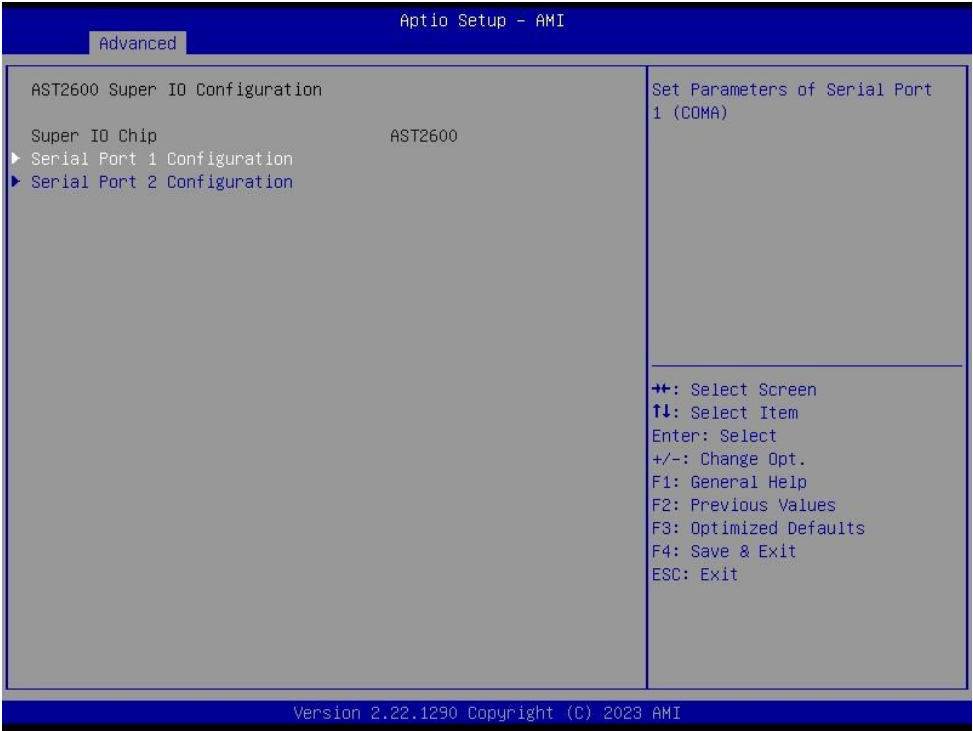 Aptio Setup – AMI
Advanced
AST2600 Super IO Configuration
Super IO Chip AST2600
▶ Serial Port 1 Configuration
▶ Serial Port 2 Configuration
Set Parameters of Serial Port
1 (COMA)
→←: Select Screen
↑↓: Select Item
Enter: Select
+/-: Change Opt.
F1: General Help
F2: Previous Values
F3: Optimized Defaults
F4: Save & Exit
ESC: Exit
Version 2.22.1290 Copyright (C) 2023 AMI